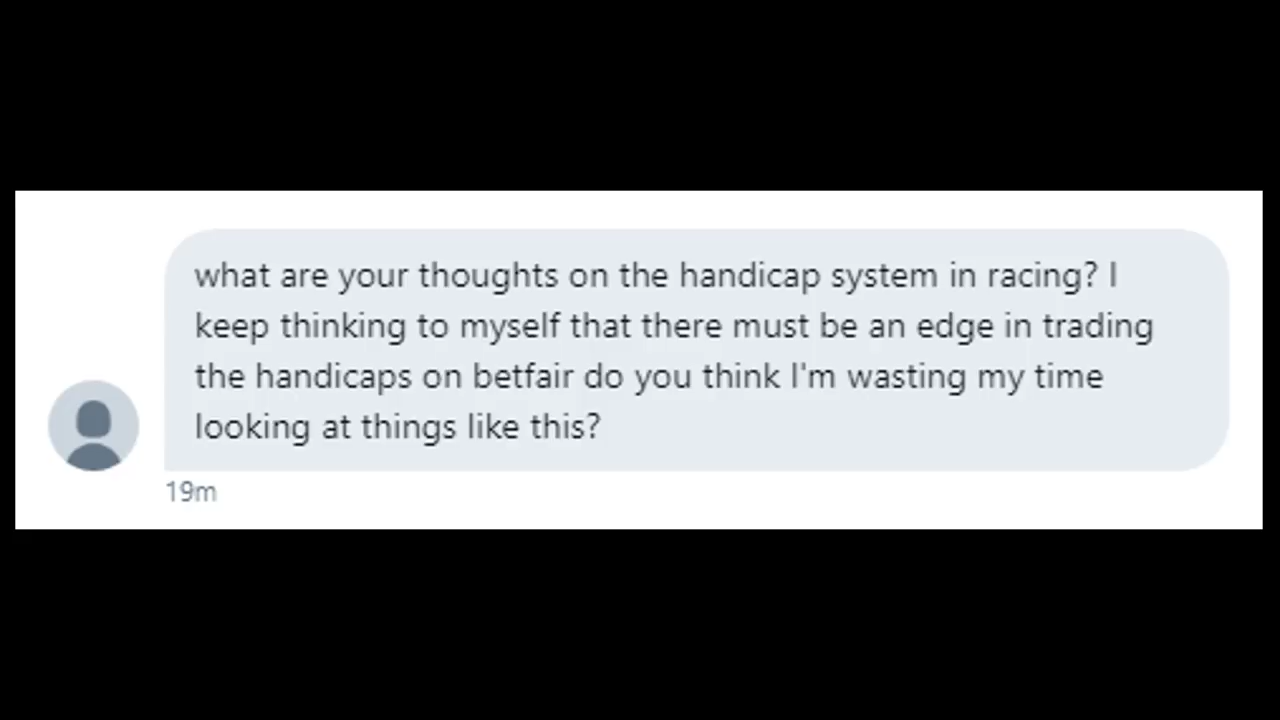 what are your thoughts on the handicap system in racing? I
keep thinking to myself that there must be an edge in trading
the handicaps on betfair do you think I'm wasting my time
looking at things like this?
19m